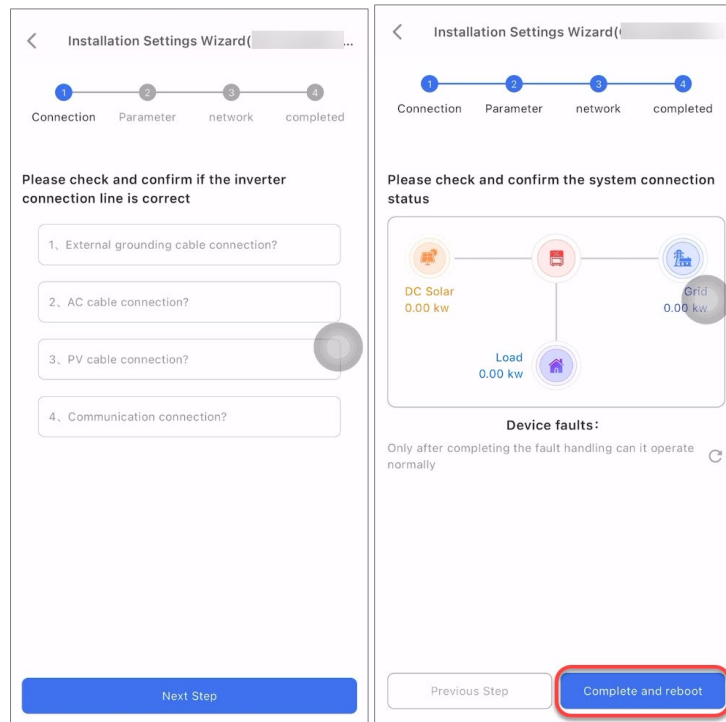 Installation Settings Wizard( ...
1 2 3 4
Connection Parameter network completed
Please check and confirm if the inverter
connection line is correct
1、External grounding cable connection?
2、AC cable connection?
3、PV cable connection?
4、Communication connection?
Next Step
Installation Settings Wizard(
1 2 3 4
Connection Parameter network completed
Please check and confirm the system connection
status
DC Solar
0.00 kw
Grid
0.00 kw
Load
0.00 kw
Device faults：
Only after completing the fault handling can it operate
normally
Previous Step Complete and reboot